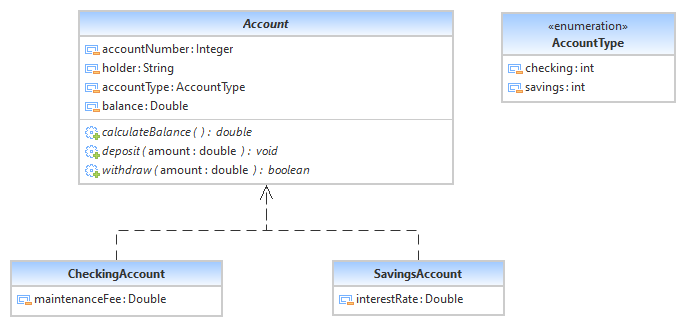 Account
accountNumber: Integer
holder: String
accountType: AccountType
balance: Double
calculateBalance ( ) : double
deposit ( amount : double ) : void
withdraw ( amount : double ) : boolean
«enumeration»
AccountType
checking: int
savings: int
CheckingAccount
maintenanceFee: Double
SavingsAccount
interestRate: Double